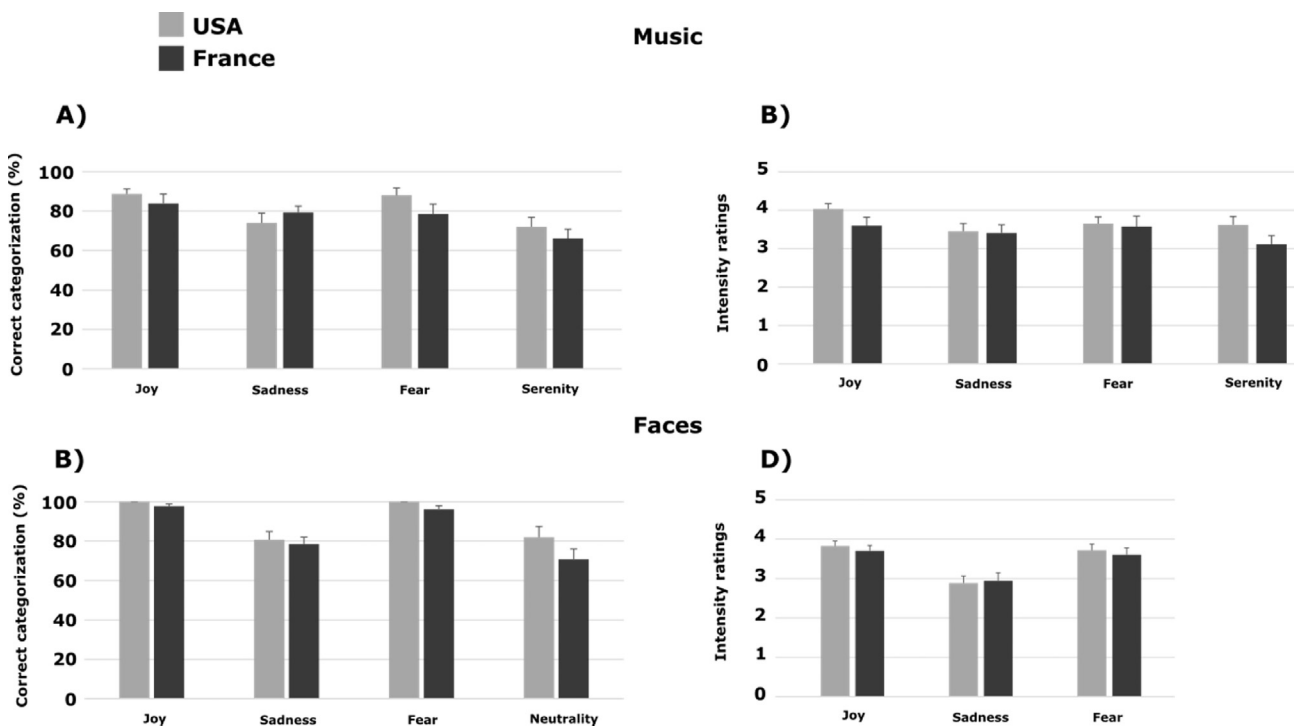 USA
France
Music
A)
Correct categorization (%)
100
80
60
40
20
0
Joy Sadness Fear Serenity
B)
Intensity ratings
5
4
3
2
1
0
Joy Sadness Fear Serenity
Faces
B)
Correct categorization (%)
100
80
60
40
20
0
Joy Sadness Fear Neutrality
D)
Intensity ratings
5
4
3
2
1
0
Joy Sadness Fear